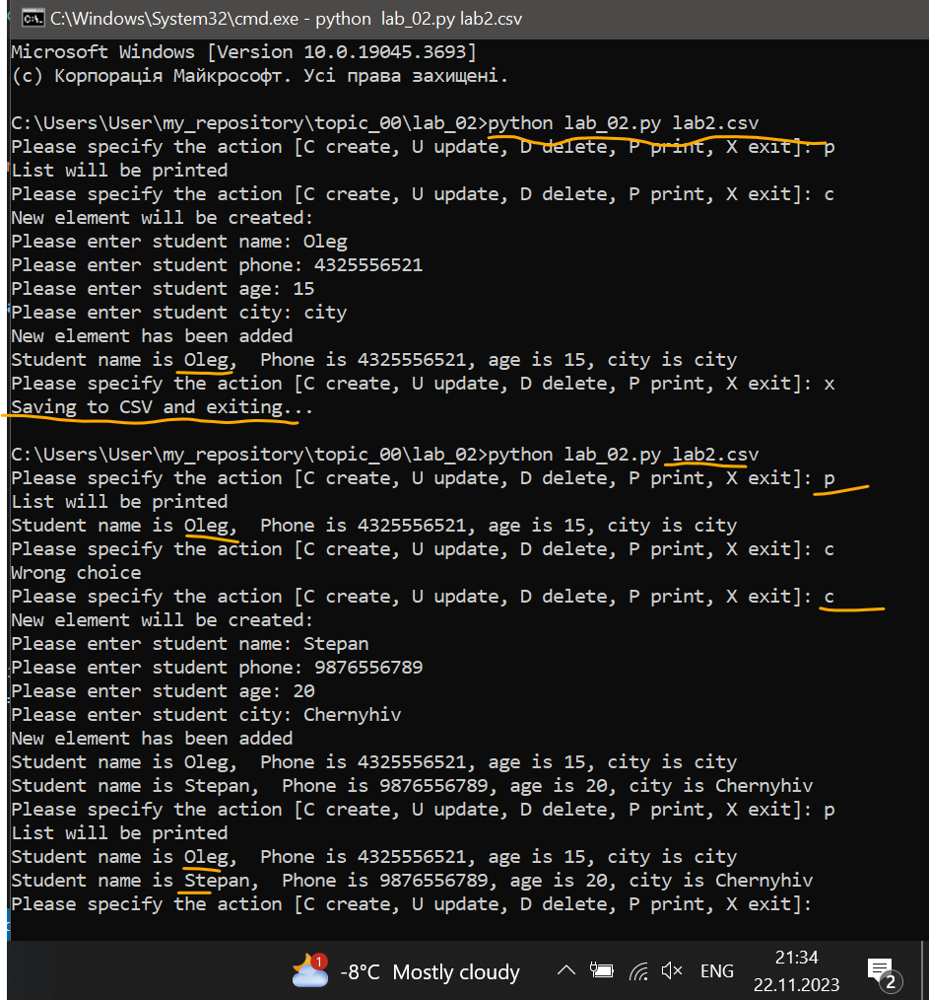 C:\Windows\System32\cmd.exe - python  lab_02.py lab2.csv
Microsoft Windows [Version 10.0.19045.3693]
(c) Корпорація Майкрософт. Усі права захищені.
C:\Users\User\my_repository\topic_00\lab_02>python lab_02.py lab2.csv
Please specify the action [C create, U update, D delete, P print, X exit]: p
List will be printed
Please specify the action [C create, U update, D delete, P print, X exit]: c
New element will be created:
Please enter student name: Oleg
Please enter student phone: 4325556521
Please enter student age: 15
Please enter student city: city
New element has been added
Student name is Oleg,  Phone is 4325556521, age is 15, city is city
Please specify the action [C create, U update, D delete, P print, X exit]: x
Saving to CSV and exiting...
C:\Users\User\my_repository\topic_00\lab_02>python lab_02.py lab2.csv
Please specify the action [C create, U update, D delete, P print, X exit]: p
List will be printed
Student name is Oleg,  Phone is 4325556521, age is 15, city is city
Please specify the action [C create, U update, D delete, P print, X exit]: c
Wrong choice
Please specify the action [C create, U update, D delete, P print, X exit]: c
New element will be created:
Please enter student name: Stepan
Please enter student phone: 9876556789
Please enter student age: 20
Please enter student city: Chernyhiv
New element has been added
Student name is Oleg,  Phone is 4325556521, age is 15, city is city
Student name is Stepan,  Phone is 9876556789, age is 20, city is Chernyhiv
Please specify the action [C create, U update, D delete, P print, X exit]: p
List will be printed
Student name is Oleg,  Phone is 4325556521, age is 15, city is city
Student name is Stepan,  Phone is 9876556789, age is 20, city is Chernyhiv
Please specify the action [C create, U update, D delete, P print, X exit]:
1
-8°C  Mostly cloudy
ENG
21:34
22.11.2023
2